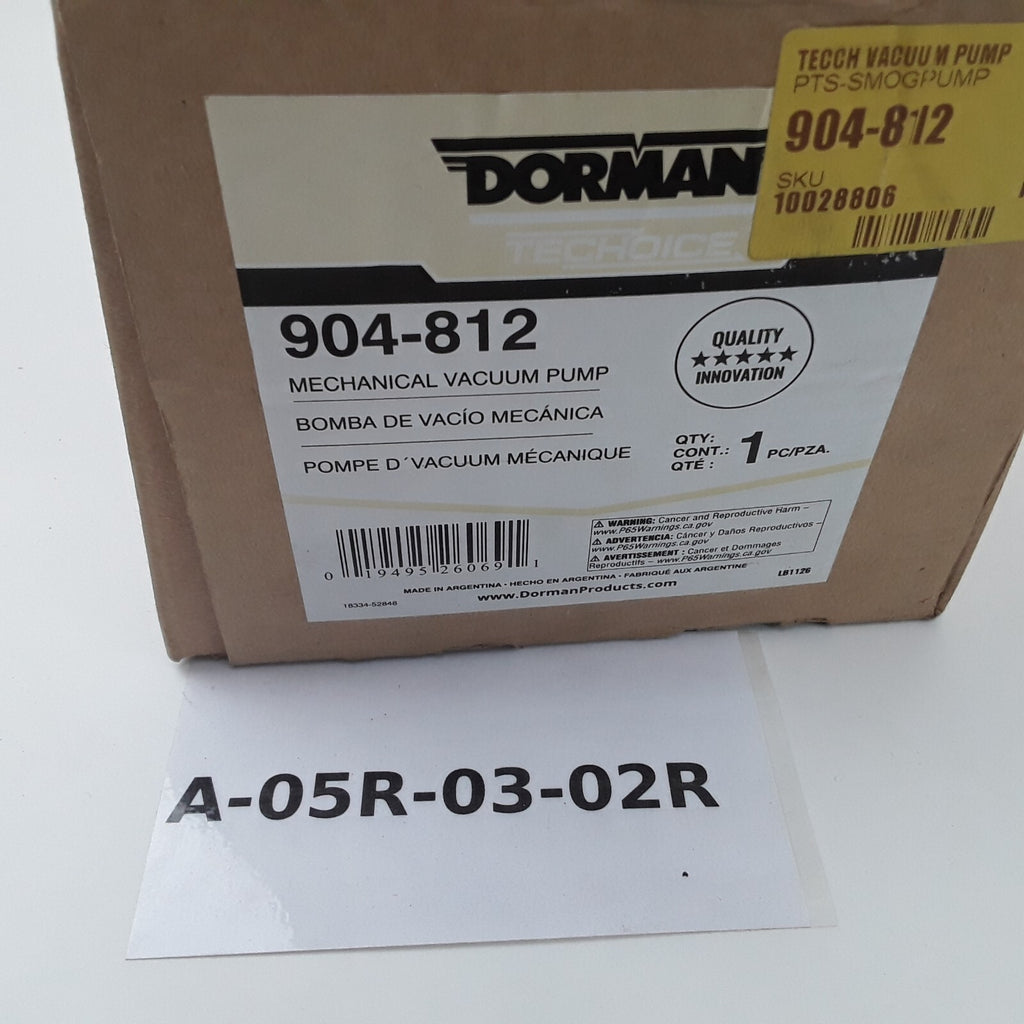 TECCH VACUUM PUMP
PTS-SMOGPUMP
904-812
SKU
10028806
DORMAN
TECHOICE
904-812
MECHANICAL VACUUM PUMP
BOMBA DE VACÍO MECÁNICA
POMPE D´VACUUM MÉCANIQUE
QUALITY
★★★★★
INNOVATION
QTY:
CONT.: 1 PC/PZA.
QTÉ :
0 19495 26069 1
⚠ WARNING: Cancer and Reproductive Harm –
www.P65Warnings.ca.gov
⚠ ADVERTENCIA: Cáncer y Daños Reproductivos –
www.P65Warnings.ca.gov
⚠ AVERTISSEMENT : Cancer et Dommages
Reproductifs – www.P65Warnings.ca.gov
MADE IN ARGENTINA · HECHO EN ARGENTINA · FABRIQUÉ AUX ARGENTINE
LB1126
18334-52848
www.DormanProducts.com
A-05R-03-02R